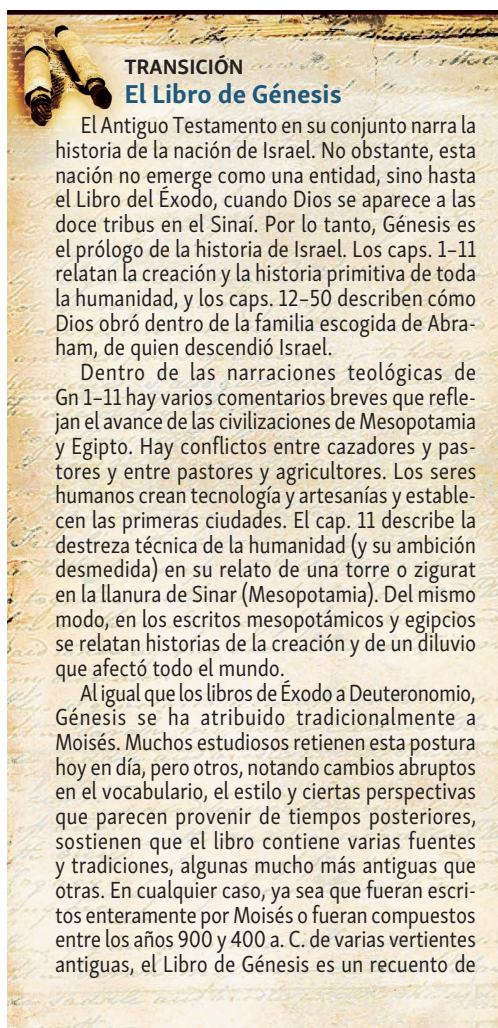 TRANSICIÓN
El Libro de Génesis
El Antiguo Testamento en su conjunto narra la
historia de la nación de Israel. No obstante, esta
nación no emerge como una entidad, sino hasta
el Libro del Éxodo, cuando Dios se aparece a las
doce tribus en el Sinaí. Por lo tanto, Génesis es
el prólogo de la historia de Israel. Los caps. 1–11
relatan la creación y la historia primitiva de toda
la humanidad, y los caps. 12–50 describen cómo
Dios obró dentro de la familia escogida de Abra-
ham, de quien descendió Israel.
Dentro de las narraciones teológicas de
Gn 1–11 hay varios comentarios breves que refle-
jan el avance de las civilizaciones de Mesopotamia
y Egipto. Hay conflictos entre cazadores y pas-
tores y entre pastores y agricultores. Los seres
humanos crean tecnología y artesanías y estable-
cen las primeras ciudades. El cap. 11 describe la
destreza técnica de la humanidad (y su ambición
desmedida) en su relato de una torre o zigurat
en la llanura de Sinar (Mesopotamia). Del mismo
modo, en los escritos mesopotámicos y egipcios
se relatan historias de la creación y de un diluvio
que afectó todo el mundo.
Al igual que los libros de Éxodo a Deuteronomio,
Génesis se ha atribuido tradicionalmente a
Moisés. Muchos estudiosos retienen esta postura
hoy en día, pero otros, notando cambios abruptos
en el vocabulario, el estilo y ciertas perspectivas
que parecen provenir de tiempos posteriores,
sostienen que el libro contiene varias fuentes
y tradiciones, algunas mucho más antiguas que
otras. En cualquier caso, ya sea que fueran escri-
tos enteramente por Moisés o fueran compuestos
entre los años 900 y 400 a. C. de varias vertientes
antiguas, el Libro de Génesis es un recuento de